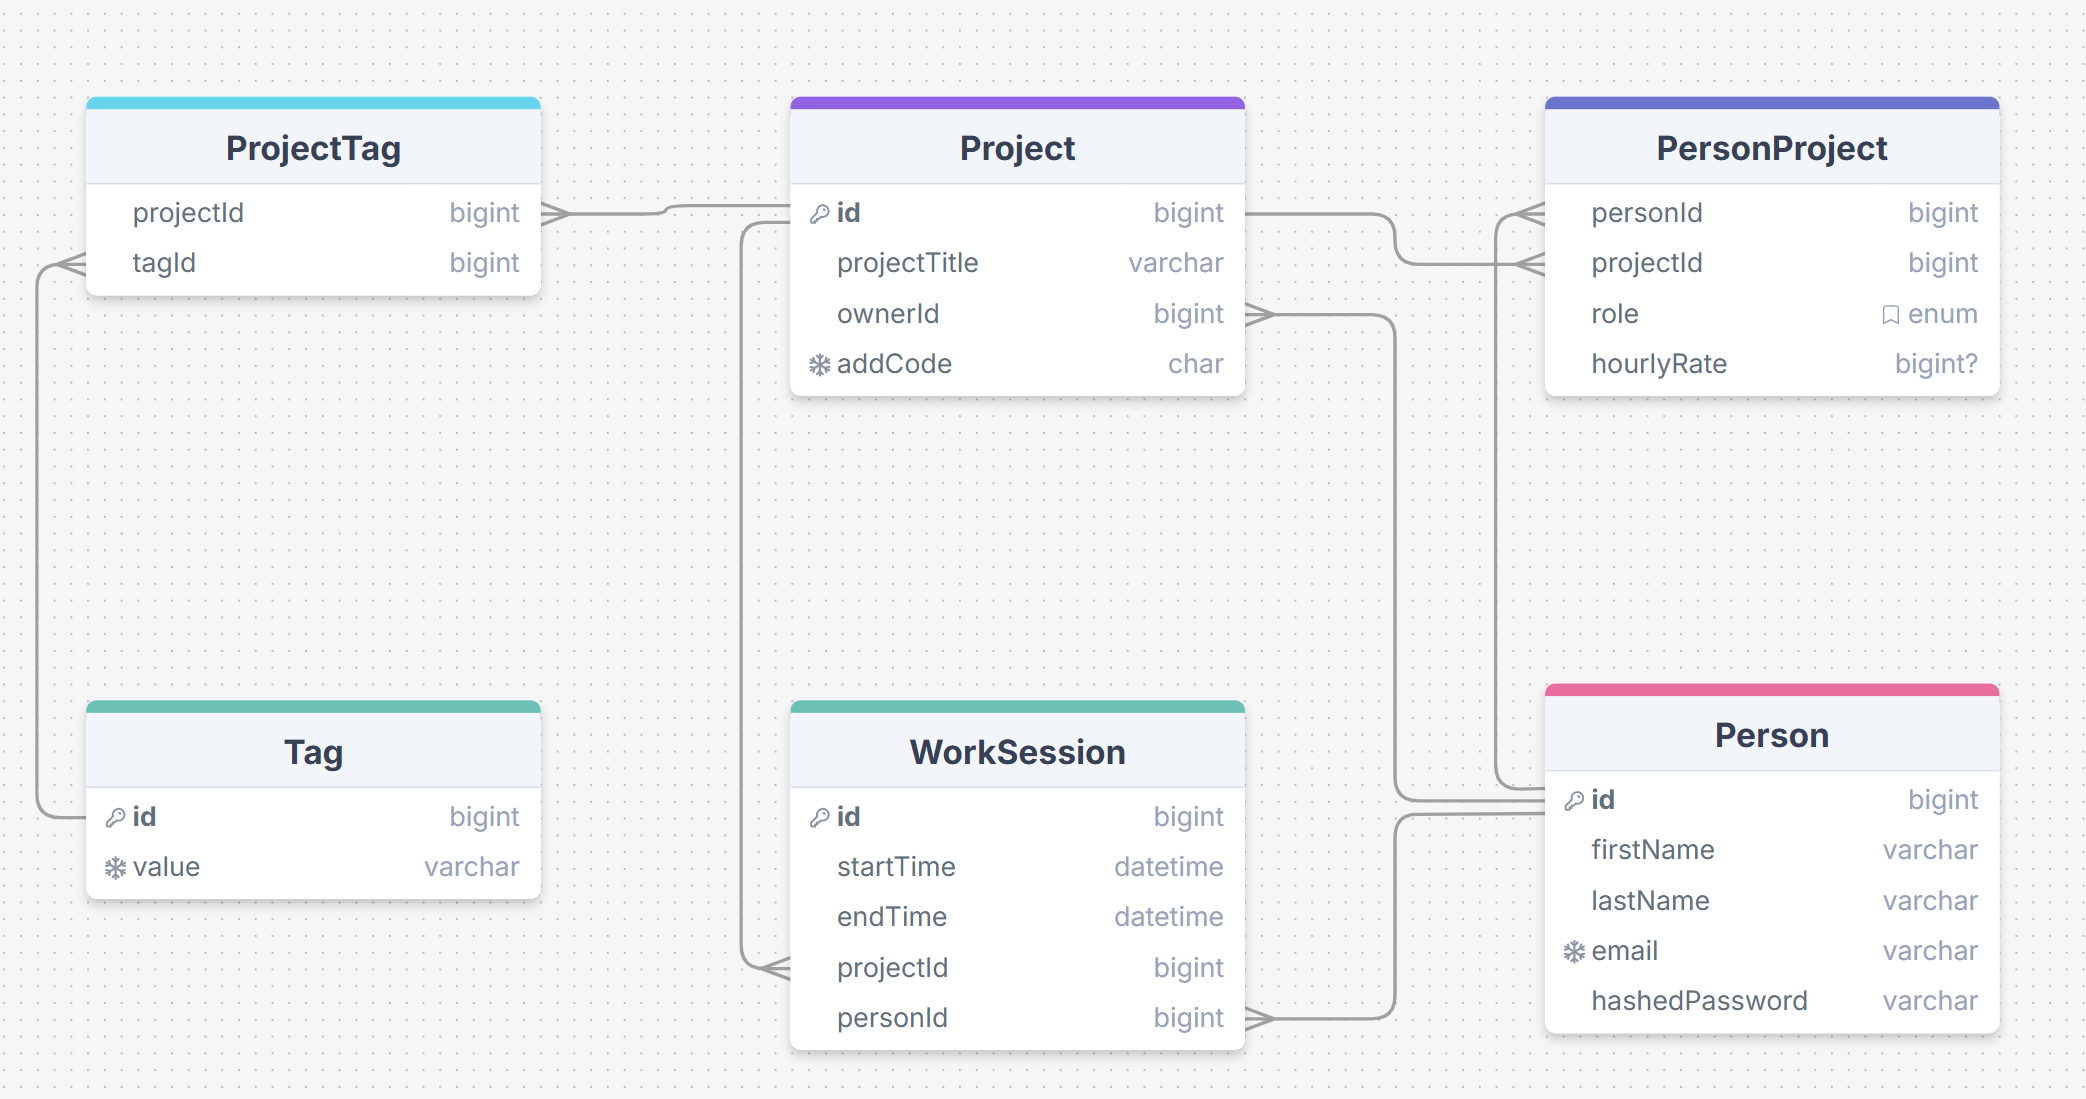 ProjectTag
projectId bigint
tagId bigint
Project
id bigint
projectTitle varchar
ownerId bigint
addCode char
PersonProject
personId bigint
projectId bigint
role enum
hourlyRate bigint?
Tag
id bigint
value varchar
WorkSession
id bigint
startTime datetime
endTime datetime
projectId bigint
personId bigint
Person
id bigint
firstName varchar
lastName varchar
email varchar
hashedPassword varchar